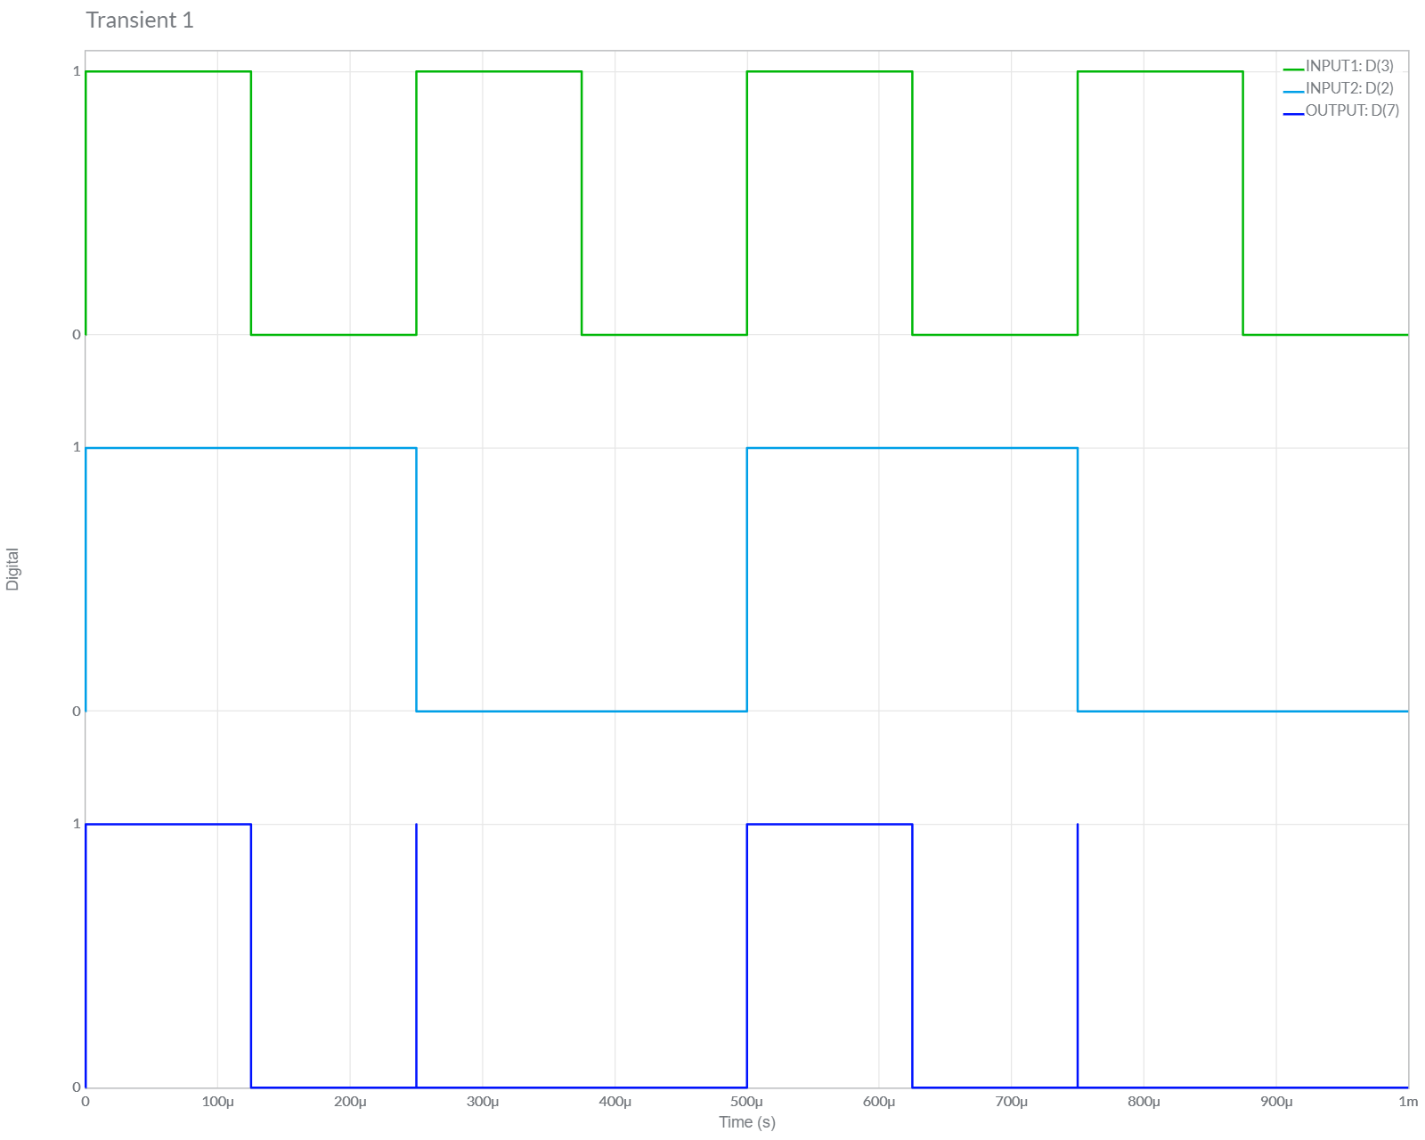 Transient 1
INPUT1: D(3)
INPUT2: D(2)
OUTPUT: D(7)
1
0
1
Digital
0
1
0
0 100µ 200µ 300µ 400µ 500µ 600µ 700µ 800µ 900µ 1m
Time (s)